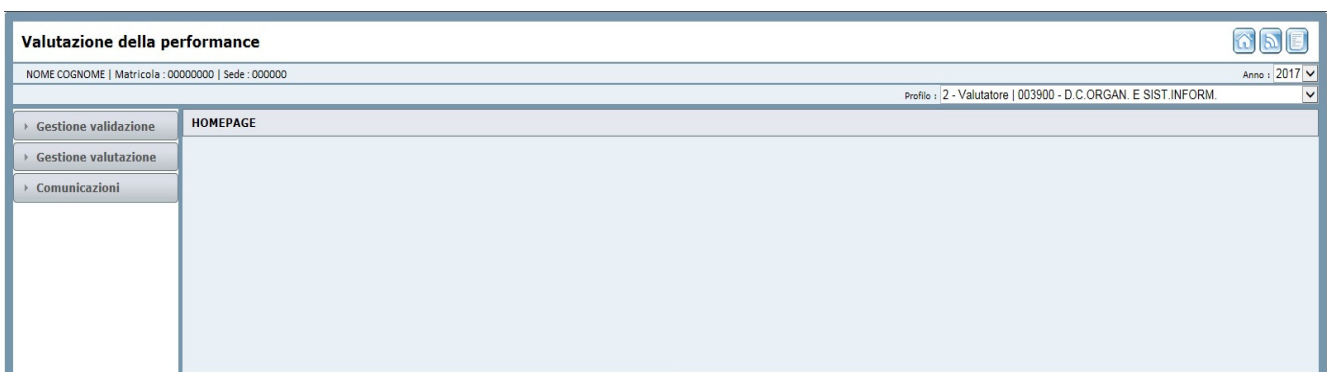 Valutazione della performance
NOME COGNOME | Matricola : 00000000 | Sede : 000000
Anno : 2017
Profilo : 2 - Valutatore | 003900 - D.C.ORGAN. E SIST.INFORM.
Gestione validazione
HOMEPAGE
Gestione valutazione
Comunicazioni